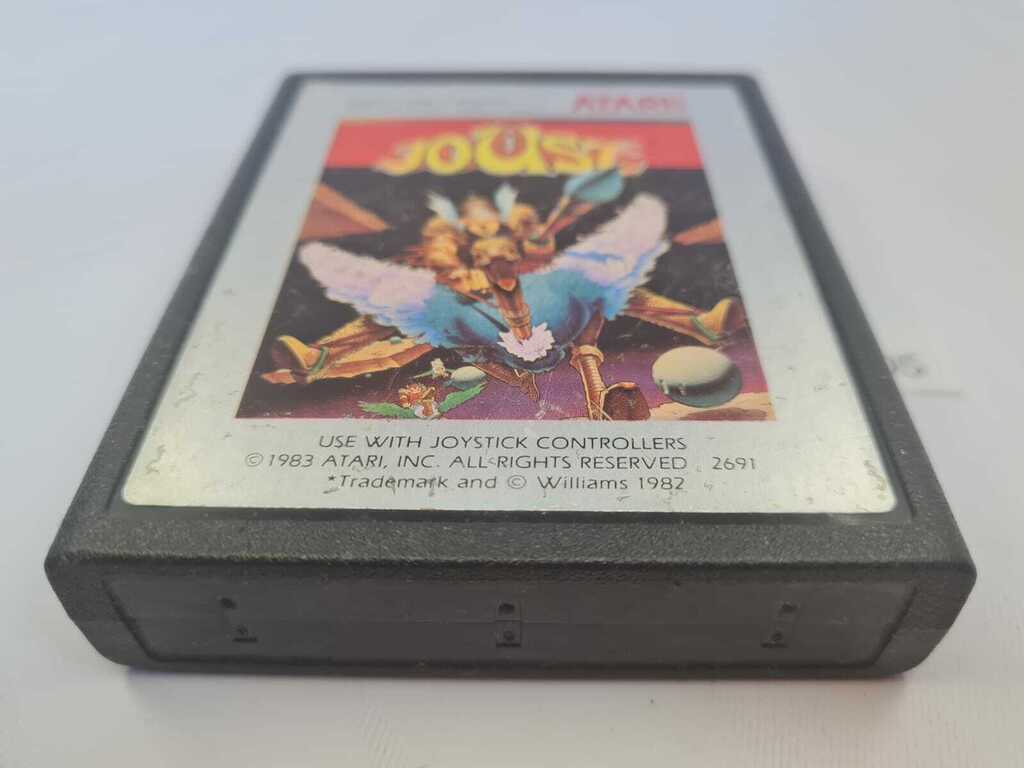 ATARI
JOUST
USE WITH JOYSTICK CONTROLLERS
© 1983 ATARI, INC. ALL RIGHTS RESERVED 2691
*Trademark and © Williams 1982